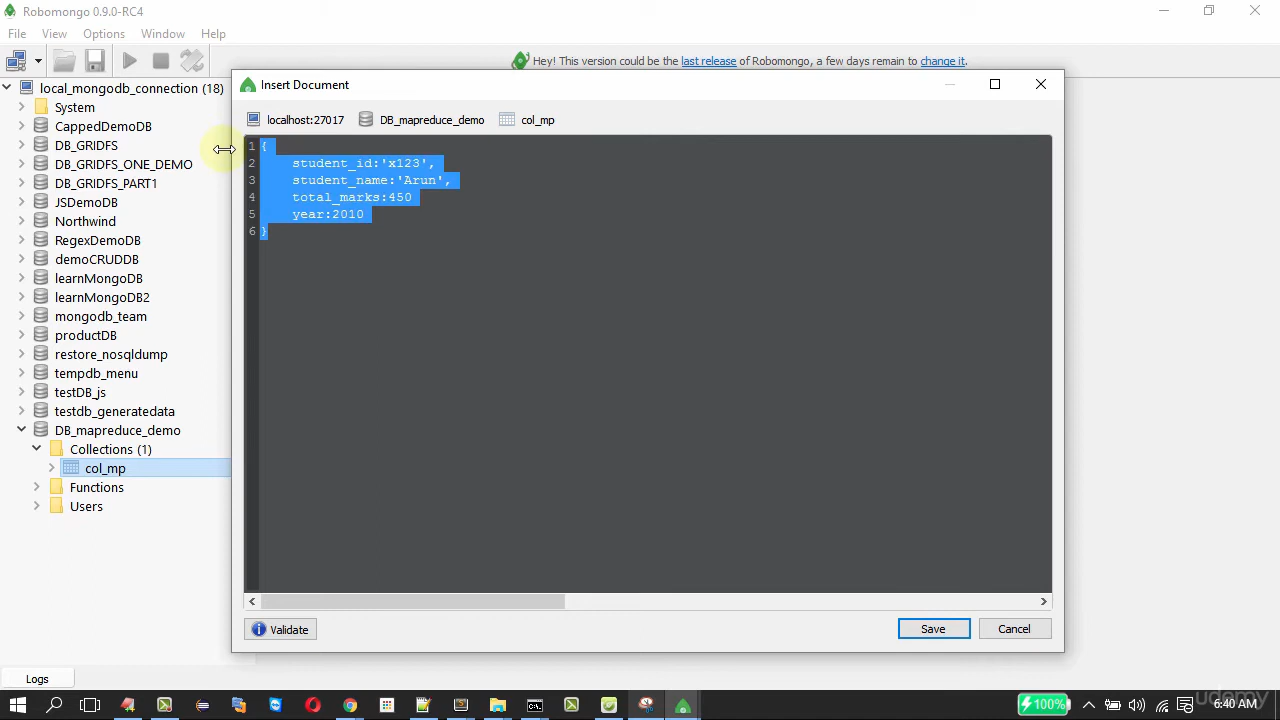 Robomongo 0.9.0-RC4
File View Options Window Help
Hey! This version could be the last release of Robomongo, a few days remain to change it.
local_mongodb_connection (18)
System
CappedDemoDB
DB_GRIDFS
DB_GRIDFS_ONE_DEMO
DB_GRIDFS_PART1
JSDemoDB
Northwind
RegexDemoDB
demoCRUDDB
learnMongoDB
learnMongoDB2
mongodb_team
productDB
restore_nosqldump
tempdb_menu
testDB_js
testdb_generatedata
DB_mapreduce_demo
Collections (1)
col_mp
Functions
Users
Insert Document
localhost:27017 DB_mapreduce_demo col_mp
1 {
2 student_id:'x123',
3 student_name:'Arun',
4 total_marks:450
5 year:2010
6 }
Validate Save Cancel
Logs
100% 6:40 AM
udemy